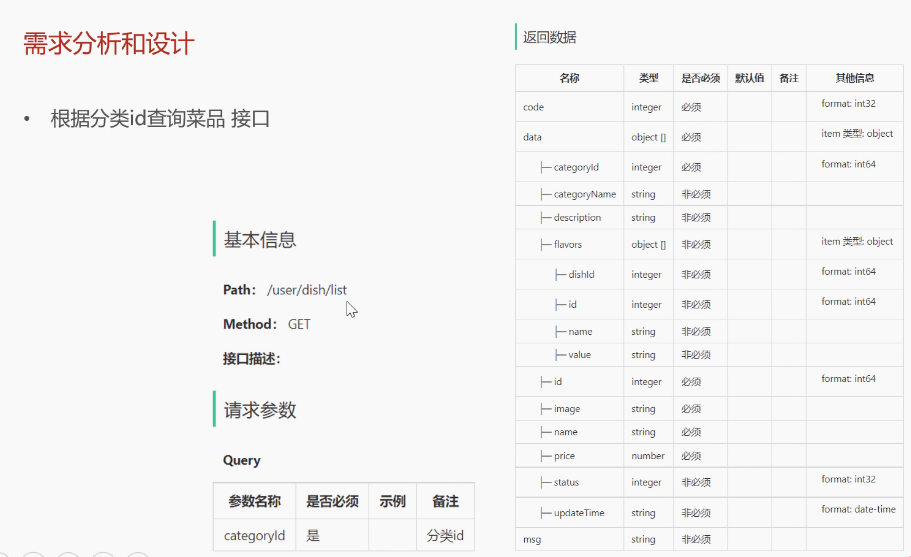 需求分析和设计
• 根据分类id查询菜品 接口
基本信息
Path： /user/dish/list
Method： GET
接口描述：
请求参数
Query
参数名称 是否必须 示例 备注
categoryId 是 分类id
返回数据
名称 类型 是否必须 默认值 备注 其他信息
code integer 必须 format: int32
data object [] 必须 item 类型: object
├─ categoryId integer 必须 format: int64
├─ categoryName string 非必须
├─ description string 非必须
├─ flavors object [] 非必须 item 类型: object
├─ dishId integer 非必须 format: int64
├─ id integer 非必须 format: int64
├─ name string 非必须
├─ value string 非必须
├─ id integer 必须 format: int64
├─ image string 必须
├─ name string 必须
├─ price number 必须
├─ status integer 非必须 format: int32
├─ updateTime string 非必须 format: date-time
msg string 非必须